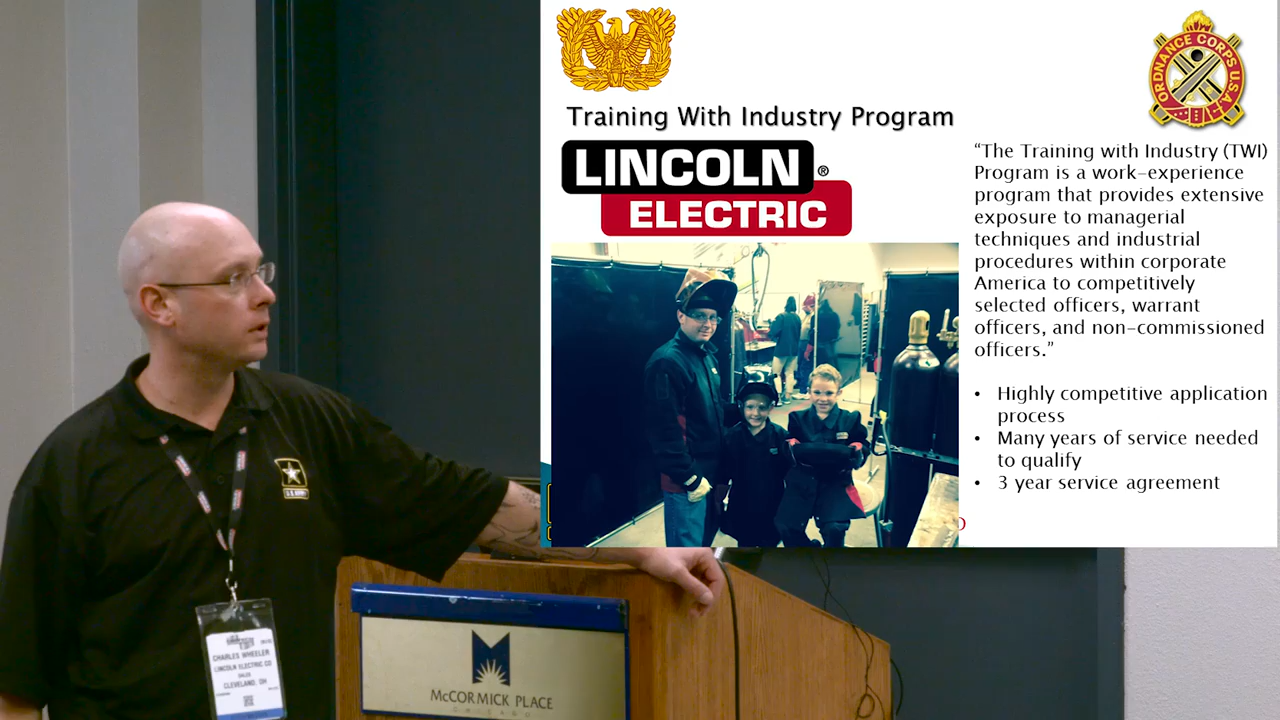 ORDNANCE CORPS U.S.A.
Training With Industry Program
LINCOLN®
ELECTRIC
“The Training with Industry (TWI)
Program is a work-experience
program that provides extensive
exposure to managerial
techniques and industrial
procedures within corporate
America to competitively
selected officers, warrant
officers, and non-commissioned
officers.”
• Highly competitive application
process
• Many years of service needed
to qualify
• 3 year service agreement
U.S. ARMY
CHARLES WHEELER
LINCOLN ELECTRIC CO
SALES
CLEVELAND, OH
MCCORMICK PLACE
CHICAGO